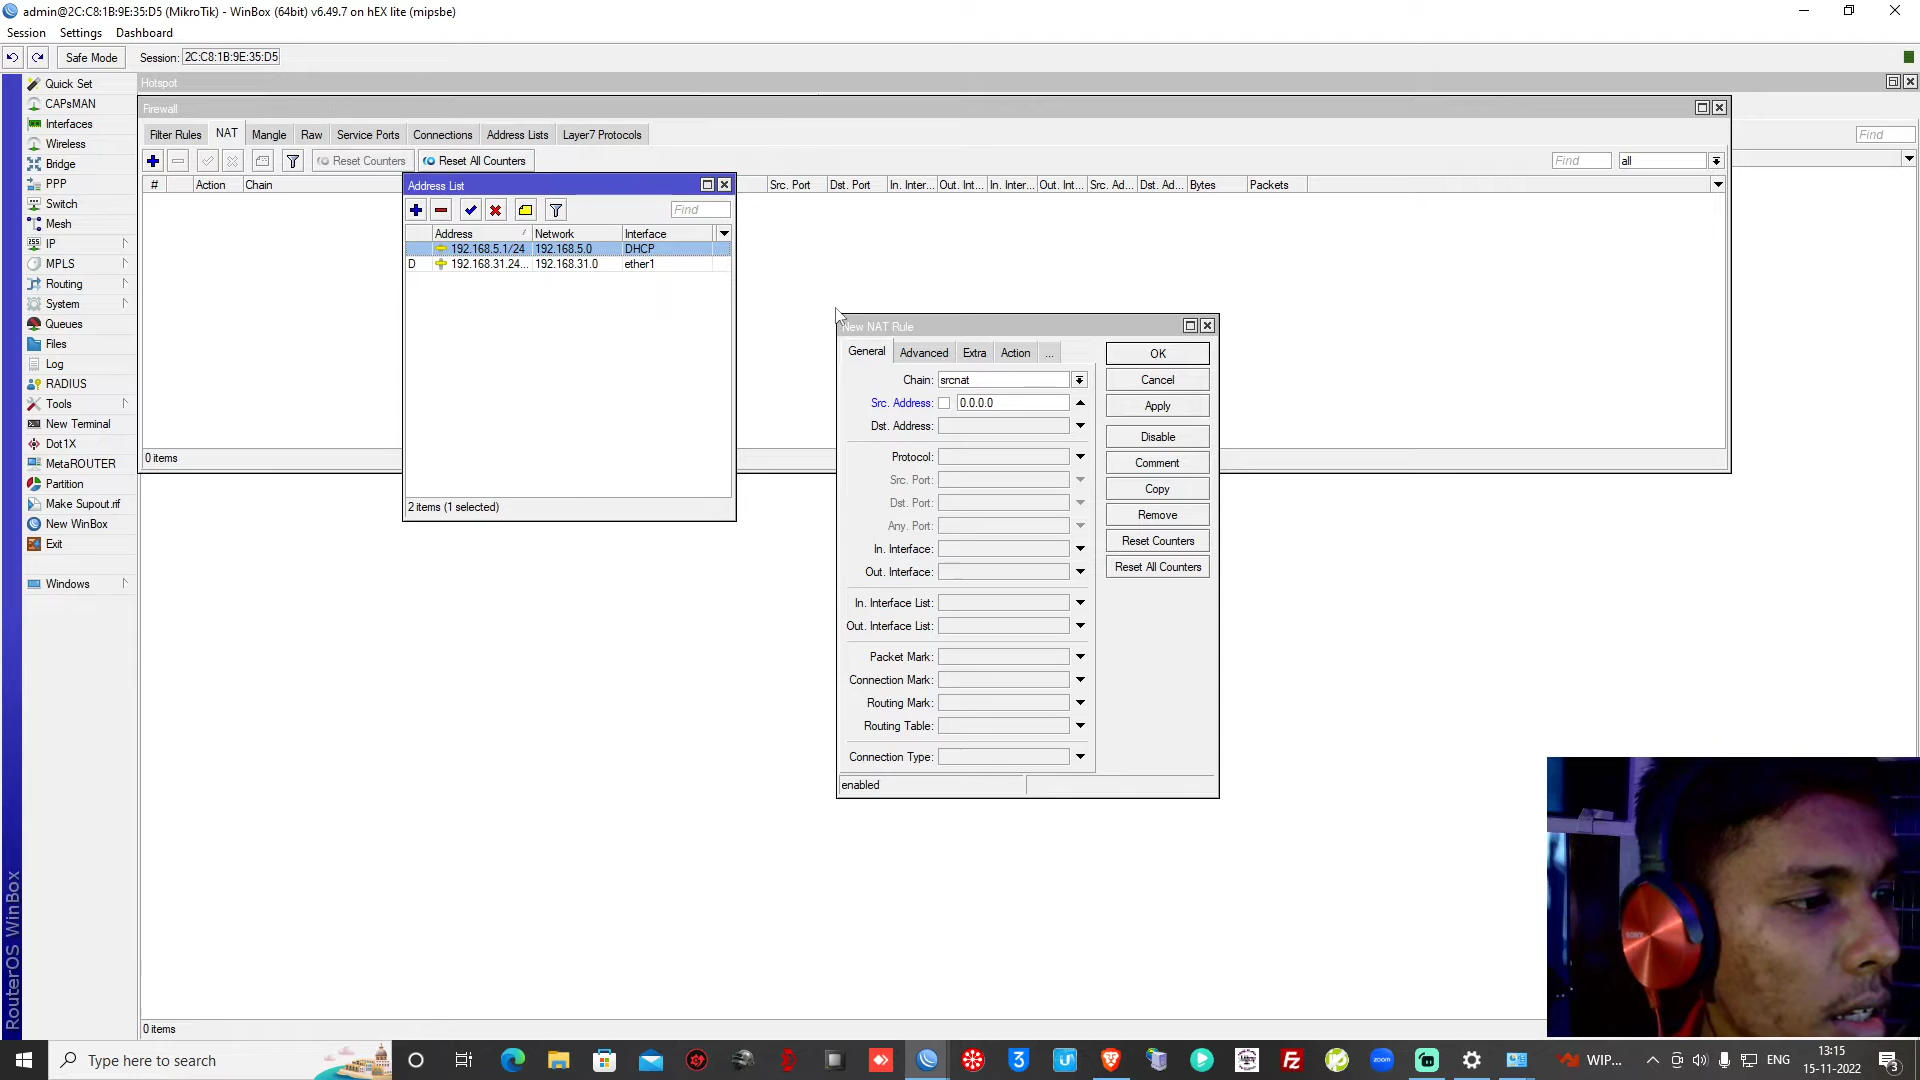 admin@2C:C8:1B:9E:35:D5 (MikroTik) - WinBox (64bit) v6.49.7 on hEX lite (mipsbe)
Session Settings Dashboard
Safe Mode Session: 2C:C8:1B:9E:35:D5
Quick Set
CAPsMAN
Interfaces
Wireless
Bridge
PPP
Switch
Mesh
IP
MPLS
Routing
System
Queues
Files
Log
RADIUS
Tools
New Terminal
Dot1X
MetaROUTER
Partition
Make Supout.rif
New WinBox
Exit
Windows
RouterOS WinBox
Hotspot
Find
Firewall
Filter Rules NAT Mangle Raw Service Ports Connections Address Lists Layer7 Protocols
Reset Counters Reset All Counters Find all
# Action Chain Src. Port Dst. Port In. Inter... Out. Int... In. Inter... Out. Int... Src. Ad... Dst. Ad... Bytes Packets
0 items
Address List
Find
Address Network Interface
192.168.5.1/24 192.168.5.0 DHCP
D 192.168.31.24... 192.168.31.0 ether1
2 items (1 selected)
New NAT Rule
General Advanced Extra Action ...
Chain: srcnat
Src. Address: 0.0.0.0
Dst. Address:
Protocol:
Src. Port:
Dst. Port:
Any. Port:
In. Interface:
Out. Interface:
In. Interface List:
Out. Interface List:
Packet Mark:
Connection Mark:
Routing Mark:
Routing Table:
Connection Type:
enabled
OK
Cancel
Apply
Disable
Comment
Copy
Remove
Reset Counters
Reset All Counters
0 items
SONY
Type here to search
zoom
WIP...
ENG
13:15
15-11-2022
3